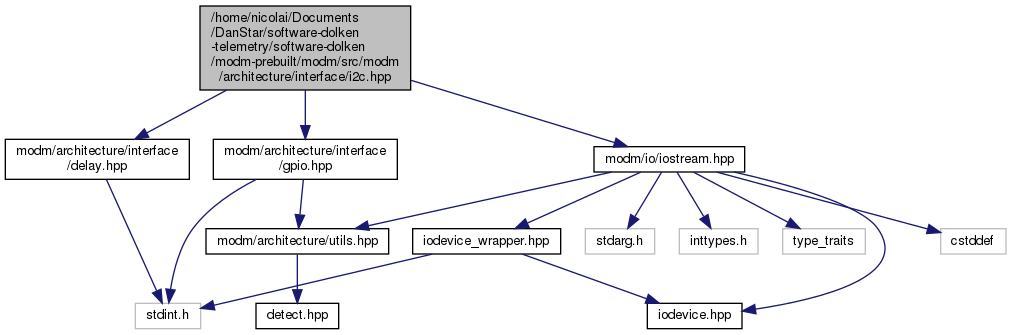 /home/nicolai/Documents
/DanStar/software-dolken
-telemetry/software-dolken
/modm-prebuilt/modm/src/modm
/architecture/interface/i2c.hpp
modm/architecture/interface
/delay.hpp
modm/architecture/interface
/gpio.hpp
modm/io/iostream.hpp
modm/architecture/utils.hpp
iodevice_wrapper.hpp
stdarg.h
inttypes.h
type_traits
cstddef
stdint.h
detect.hpp
iodevice.hpp